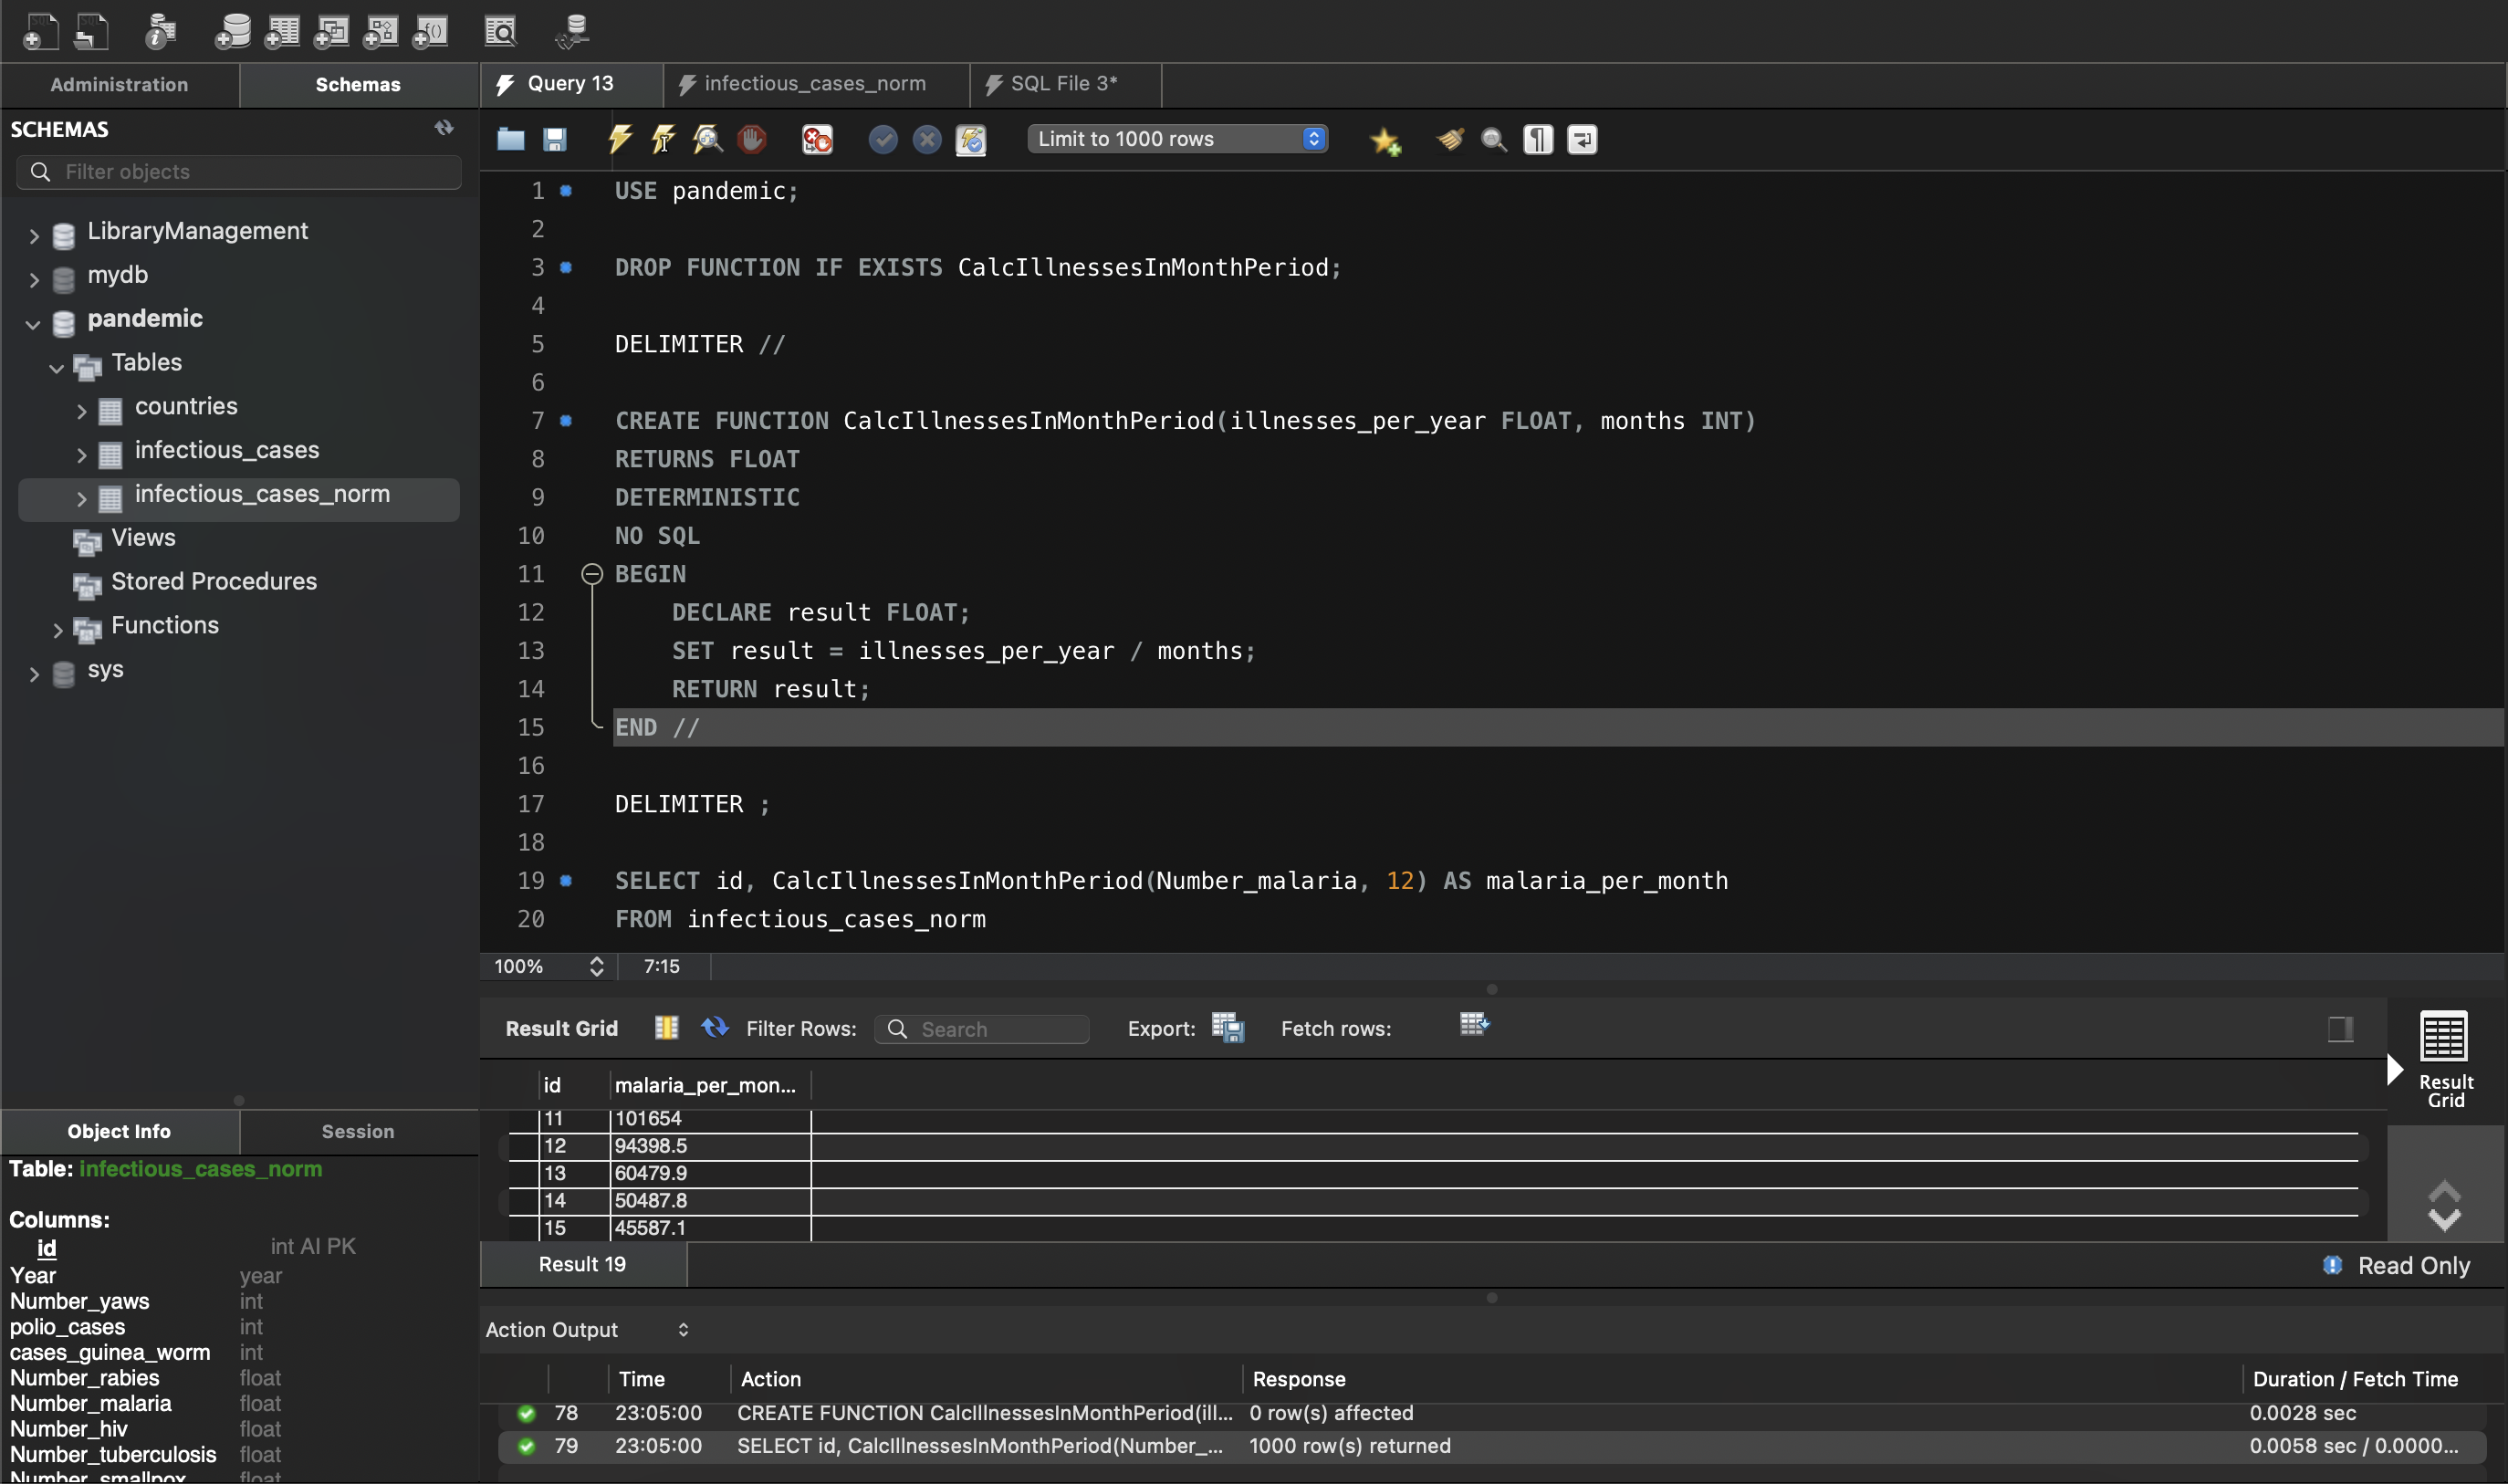 Administration
Schemas
Query 13
infectious_cases_norm
SQL File 3*
SCHEMAS
Filter objects
Limit to 1000 rows
LibraryManagement
mydb
pandemic
Tables
countries
infectious_cases
infectious_cases_norm
Views
Stored Procedures
Functions
sys
1 USE pandemic;
2
3 DROP FUNCTION IF EXISTS CalcIllnessesInMonthPeriod;
4
5 DELIMITER //
6
7 CREATE FUNCTION CalcIllnessesInMonthPeriod(illnesses_per_year FLOAT, months INT)
8 RETURNS FLOAT
9 DETERMINISTIC
10 NO SQL
11 BEGIN
12 DECLARE result FLOAT;
13 SET result = illnesses_per_year / months;
14 RETURN result;
15 END //
16
17 DELIMITER ;
18
19 SELECT id, CalcIllnessesInMonthPeriod(Number_malaria, 12) AS malaria_per_month
20 FROM infectious_cases_norm
100% 7:15
Result Grid Filter Rows: Search Export: Fetch rows:
id malaria_per_mon...
11 101654
12 94398.5
13 60479.9
14 50487.8
15 45587.1
Result
Grid
Result 19
Read Only
Object Info
Session
Table: infectious_cases_norm
Columns:
id int AI PK
Year year
Number_yaws int
polio_cases int
cases_guinea_worm int
Number_rabies float
Number_malaria float
Number_hiv float
Number_tuberculosis float
Number_smallpox float
Action Output
Time Action Response Duration / Fetch Time
78 23:05:00 CREATE FUNCTION CalcIllnessesInMonthPeriod(ill... 0 row(s) affected 0.0028 sec
79 23:05:00 SELECT id, CalcIllnessesInMonthPeriod(Number_... 1000 row(s) returned 0.0058 sec / 0.0000...